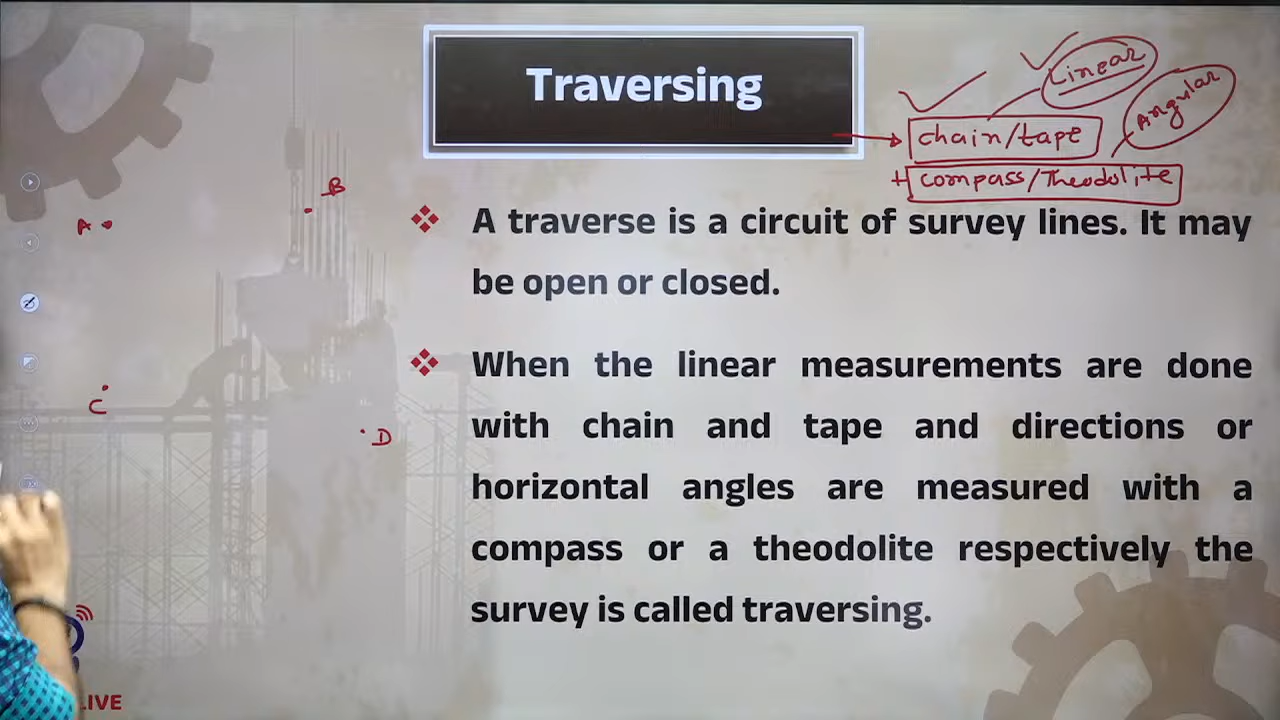 Traversing
Linear
Angular
chain/tape
+ compass/Theodolite
A
B
C
D
❖ A traverse is a circuit of survey lines. It may
be open or closed.
❖ When the linear measurements are done
with chain and tape and directions or
horizontal angles are measured with a
compass or a theodolite respectively the
survey is called traversing.
LIVE